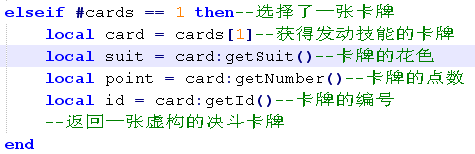 elseif #cards == 1 then--选择了一张卡牌
local card = cards[1]--获得发动技能的卡牌
local suit = card:getSuit()--卡牌的花色
local point = card:getNumber()--卡牌的点数
local id = card:getId()--卡牌的编号
--返回一张虚构的决斗卡牌
end